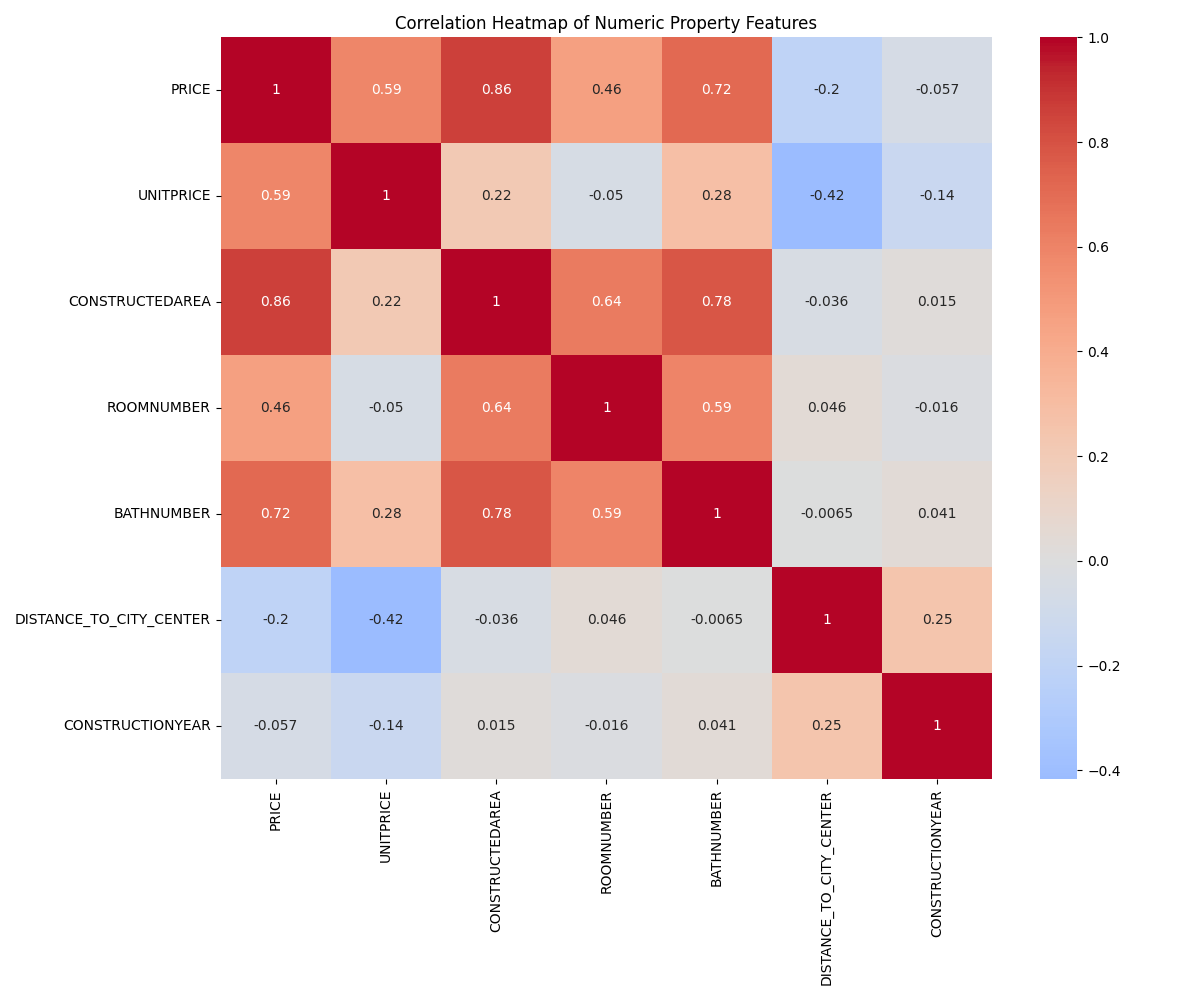 Correlation Heatmap of Numeric Property Features
PRICE 1 0.59 0.86 0.46 0.72 -0.2 -0.057
UNITPRICE 0.59 1 0.22 -0.05 0.28 -0.42 -0.14
CONSTRUCTEDAREA 0.86 0.22 1 0.64 0.78 -0.036 0.015
ROOMNUMBER 0.46 -0.05 0.64 1 0.59 0.046 -0.016
BATHNUMBER 0.72 0.28 0.78 0.59 1 -0.0065 0.041
DISTANCE_TO_CITY_CENTER -0.2 -0.42 -0.036 0.046 -0.0065 1 0.25
CONSTRUCTIONYEAR -0.057 -0.14 0.015 -0.016 0.041 0.25 1
PRICE
UNITPRICE
CONSTRUCTEDAREA
ROOMNUMBER
BATHNUMBER
DISTANCE_TO_CITY_CENTER
CONSTRUCTIONYEAR
1.0
0.8
0.6
0.4
0.2
0.0
−0.2
−0.4